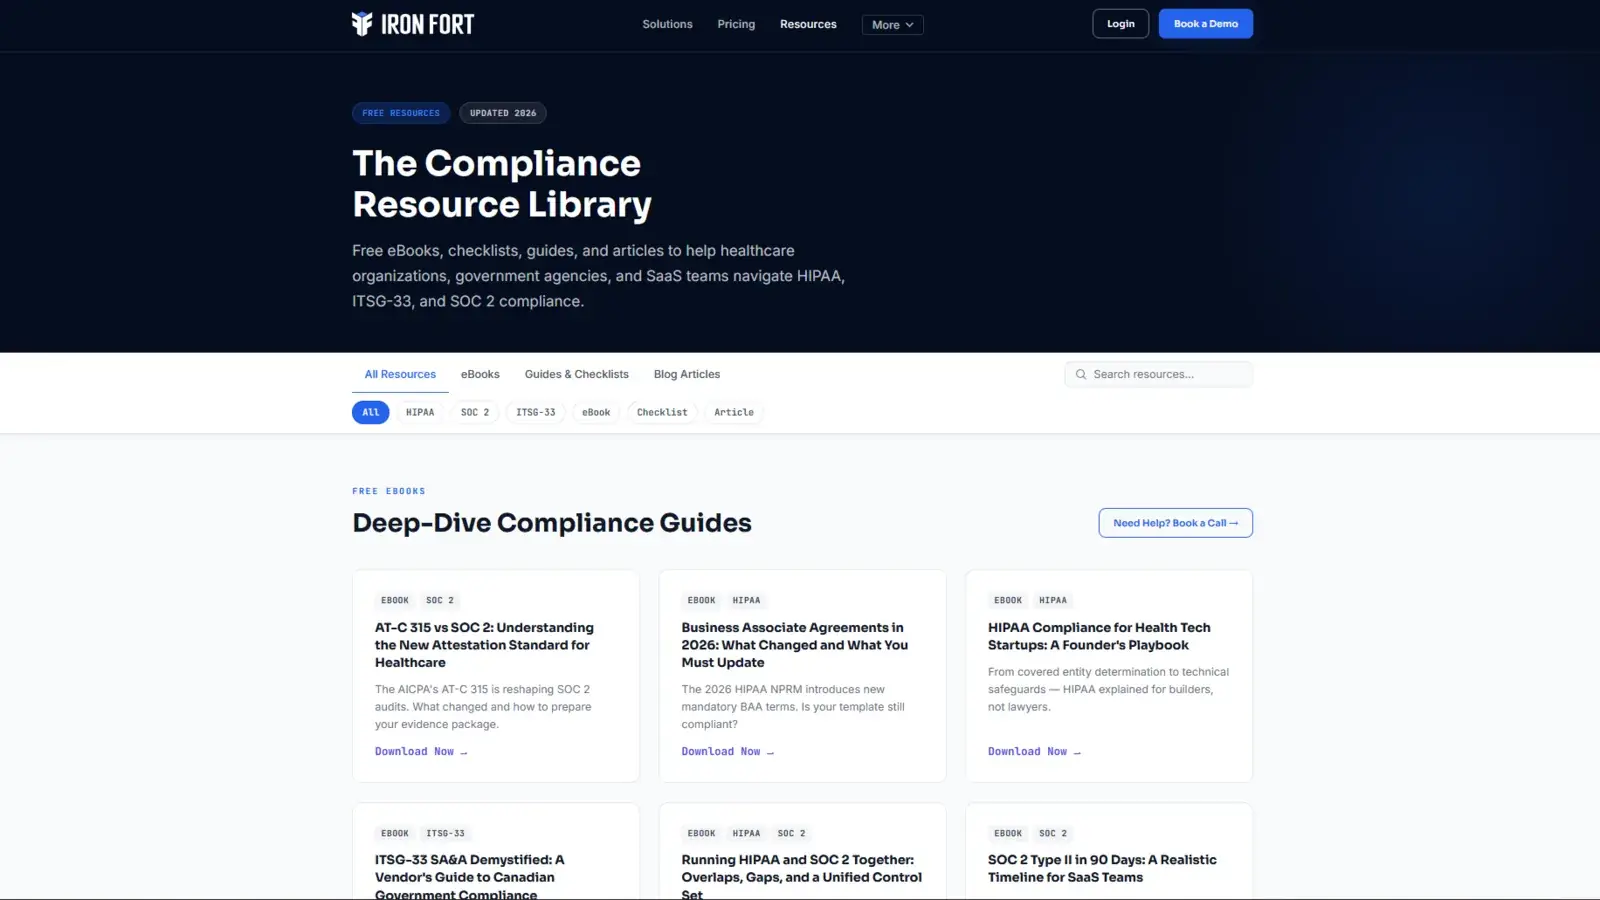 IRON FORT
Solutions
Pricing
Resources
More
Login
Book a Demo
FREE RESOURCES
UPDATED 2026
The Compliance
Resource Library
Free eBooks, checklists, guides, and articles to help healthcare
organizations, government agencies, and SaaS teams navigate HIPAA,
ITSG-33, and SOC 2 compliance.
All Resources
eBooks
Guides & Checklists
Blog Articles
Search resources...
All
HIPAA
SOC 2
ITSG-33
eBook
Checklist
Article
FREE EBOOKS
Deep-Dive Compliance Guides
Need Help? Book a Call →
EBOOK SOC 2
AT-C 315 vs SOC 2: Understanding
the New Attestation Standard for
Healthcare
The AICPA's AT-C 315 is reshaping SOC 2
audits. What changed and how to prepare
your evidence package.
Download Now →
EBOOK HIPAA
Business Associate Agreements in
2026: What Changed and What You
Must Update
The 2026 HIPAA NPRM introduces new
mandatory BAA terms. Is your template still
compliant?
Download Now →
EBOOK HIPAA
HIPAA Compliance for Health Tech
Startups: A Founder's Playbook
From covered entity determination to technical
safeguards — HIPAA explained for builders,
not lawyers.
Download Now →
EBOOK ITSG-33
ITSG-33 SA&A Demystified: A
Vendor's Guide to Canadian
Government Compliance
EBOOK HIPAA SOC 2
Running HIPAA and SOC 2 Together:
Overlaps, Gaps, and a Unified Control
Set
EBOOK SOC 2
SOC 2 Type II in 90 Days: A Realistic
Timeline for SaaS Teams